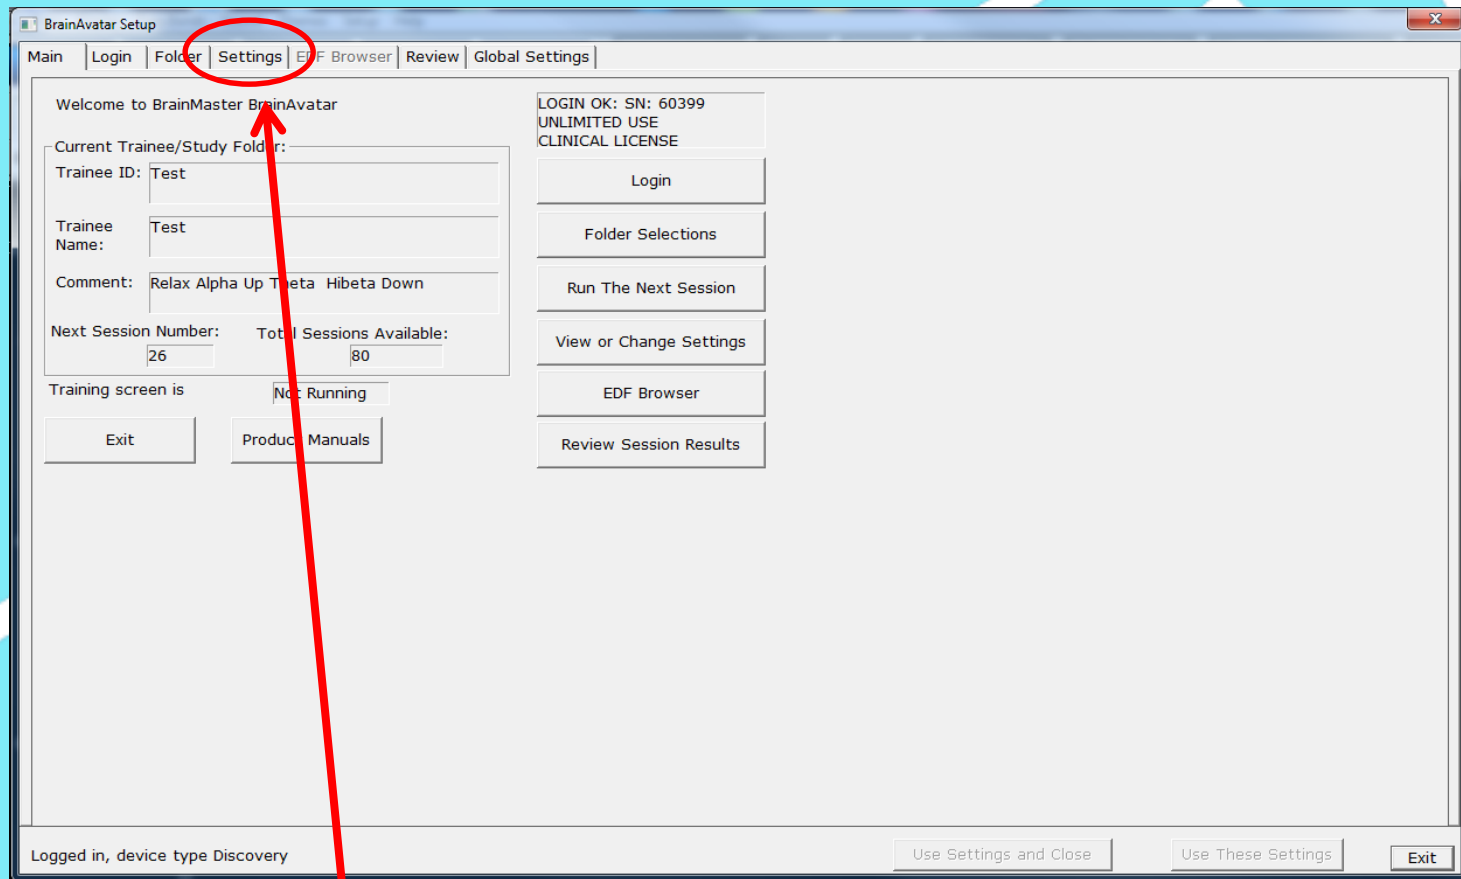 BrainAvatar Setup
Main Login Folder Settings EDF Browser Review Global Settings
Welcome to BrainMaster BrainAvatar
Current Trainee/Study Folder:
Trainee ID: Test
Trainee Name: Test
Comment: Relax Alpha Up Theta Hibeta Down
Next Session Number: Total Sessions Available:
26 80
Training screen is Not Running
Exit Product Manuals
LOGIN OK: SN: 60399
UNLIMITED USE
CLINICAL LICENSE
Login
Folder Selections
Run The Next Session
View or Change Settings
EDF Browser
Review Session Results
Logged in, device type Discovery
Use Settings and Close Use These Settings Exit